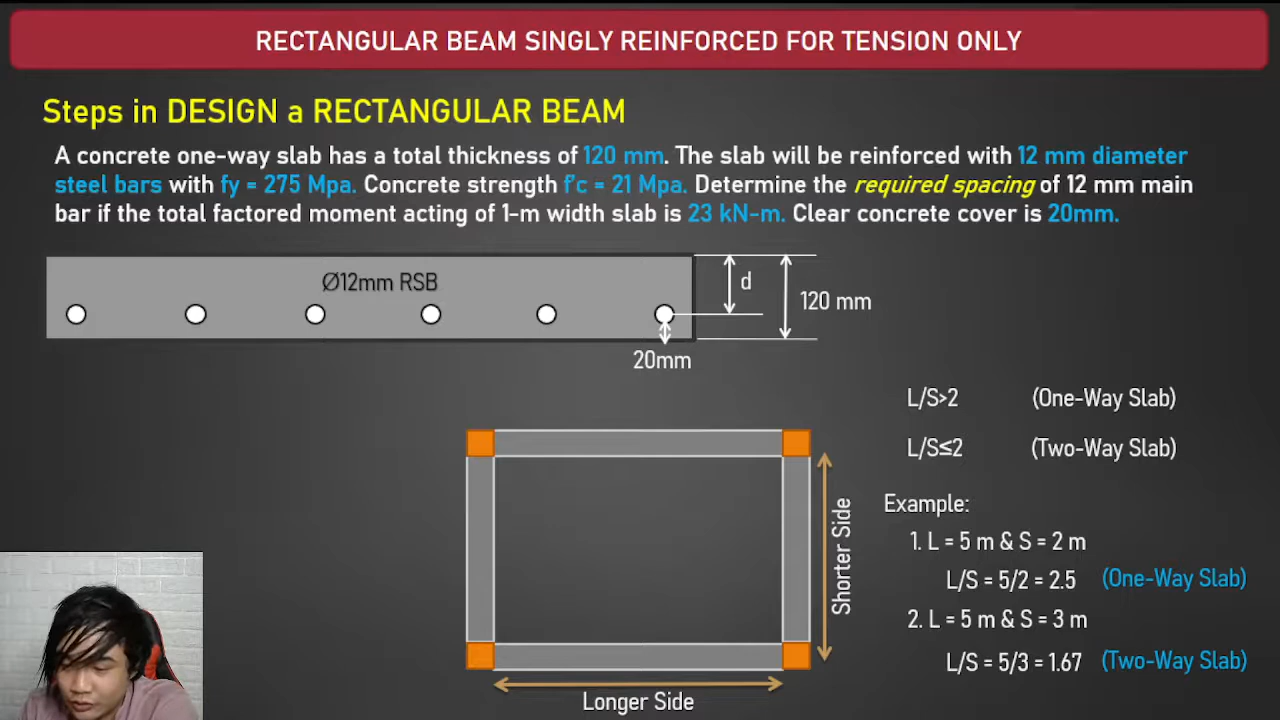 RECTANGULAR BEAM SINGLY REINFORCED FOR TENSION ONLY
Steps in DESIGN a RECTANGULAR BEAM
A concrete one-way slab has a total thickness of 120 mm. The slab will be reinforced with 12 mm diameter
steel bars with fy = 275 Mpa. Concrete strength f'c = 21 Mpa. Determine the required spacing of 12 mm main
bar if the total factored moment acting of 1-m width slab is 23 kN-m. Clear concrete cover is 20mm.
Ø12mm RSB
d
120 mm
20mm
L/S>2 (One-Way Slab)
L/S≤2 (Two-Way Slab)
Example:
1. L = 5 m & S = 2 m
L/S = 5/2 = 2.5 (One-Way Slab)
2. L = 5 m & S = 3 m
L/S = 5/3 = 1.67 (Two-Way Slab)
Shorter Side
Longer Side